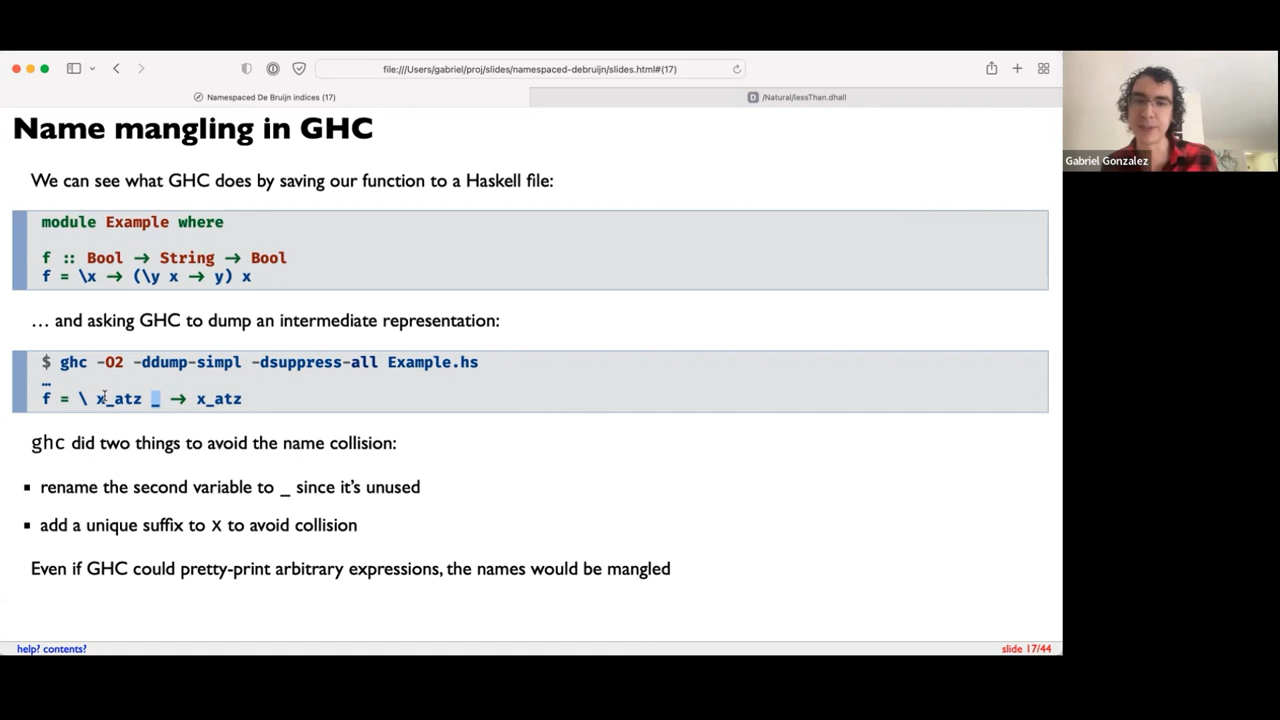 file:///Users/gabriel/proj/slides/namespaced-debruijn/slides.html#(17)
Namespaced De Bruijn indices (17)
D /Natural/lessThan.dhall
Name mangling in GHC
We can see what GHC does by saving our function to a Haskell file:
module Example where
f :: Bool → String → Bool
f = \x → (\y x → y) x
… and asking GHC to dump an intermediate representation:
$ ghc -O2 -ddump-simpl -dsuppress-all Example.hs
…
f = \ x_atz _ → x_atz
ghc did two things to avoid the name collision:
▪ rename the second variable to _ since it's unused
▪ add a unique suffix to x to avoid collision
Even if GHC could pretty-print arbitrary expressions, the names would be mangled
help? contents?
slide 17/44
Gabriel Gonzalez